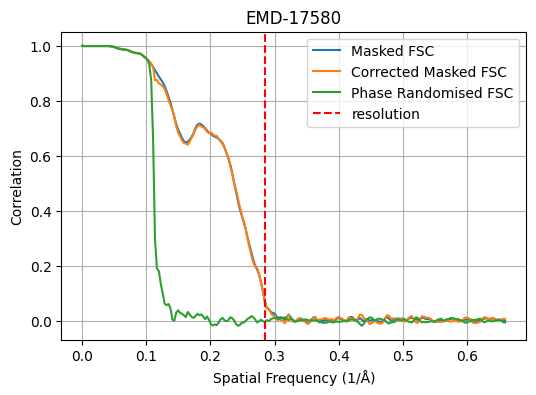 EMD-17580
Masked FSC
Corrected Masked FSC
Phase Randomised FSC
resolution
Correlation
1.0
0.8
0.6
0.4
0.2
0.0
0.0 0.1 0.2 0.3 0.4 0.5 0.6
Spatial Frequency (1/Å)